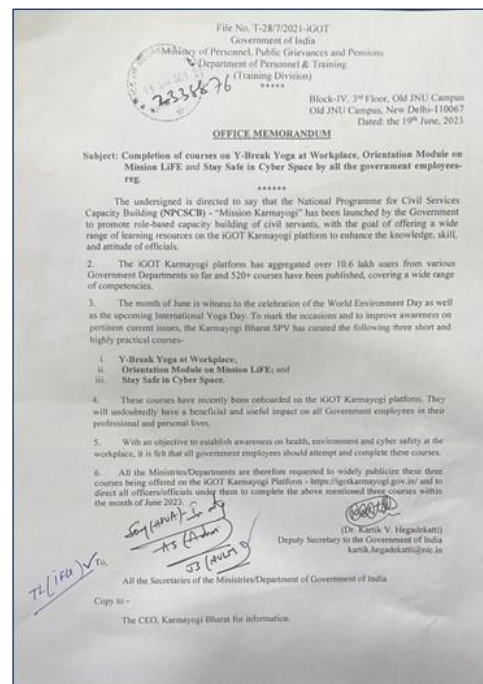 File No. T-28/7/2021-iGOT
Government of India
Ministry of Personnel, Public Grievances and Pensions
Department of Personnel & Training
(Training Division)
*****
2338876
Block-IV, 3rd Floor, Old JNU Campus
Old JNU Campus, New Delhi-110067
Dated: the 19th June, 2023
OFFICE MEMORANDUM
Subject: Completion of courses on Y-Break Yoga at Workplace, Orientation Module on
Mission LiFE and Stay Safe in Cyber Space by all the government employees-
reg.
******
The undersigned is directed to say that the National Programme for Civil Services
Capacity Building (NPCSCB) - "Mission Karmayogi" has been launched by the Government
to promote role-based capacity building of civil servants, with the goal of offering a wide
range of learning resources on the iGOT platform to enhance the knowledge, skill,
and attitude of officials.
2. The iGOT Karmayogi platform has aggregated over 10.6 lakh users from various
Government Departments so far and 520+ courses have been published, covering a wide range
of competencies.
3. The month of June is witness to the celebration of the World Environment Day as well
as the upcoming International Yoga Day. To mark the occasions and to improve awareness on
pertinent current issues, the Karmayogi Bharat SPV has curated the following three short and
highly practical courses-
i. Y-Break Yoga at Workplace;
ii. Orientation Module on Mission LiFE; and
iii. Stay Safe in Cyber Space.
4. These courses have recently been onboarded on the iGOT Karmayogi platform. They
will undoubtedly have a beneficial and useful impact on all Government employees in their
professional and personal lives.
5. With an objective to establish awareness on health, environment and cyber safety at the
workplace, it is felt that all government employees should attempt and complete these courses.
6. All the Ministries/Departments are therefore requested to widely publicize these three
courses being offered on the iGOT Karmayogi Platform - https://igotkarmayogi.gov.in/ and to
direct all officers/officials under them to complete the above mentioned three courses within
the month of June 2023.
(Dr. Kartik V. Hegadekatti)
Deputy Secretary to the Government of India
kartik.hegadekatti@nic.in
To,
All the Secretaries of the Ministries/Department of Government of India
Copy to -
The CEO, Karmayogi Bharat for information.